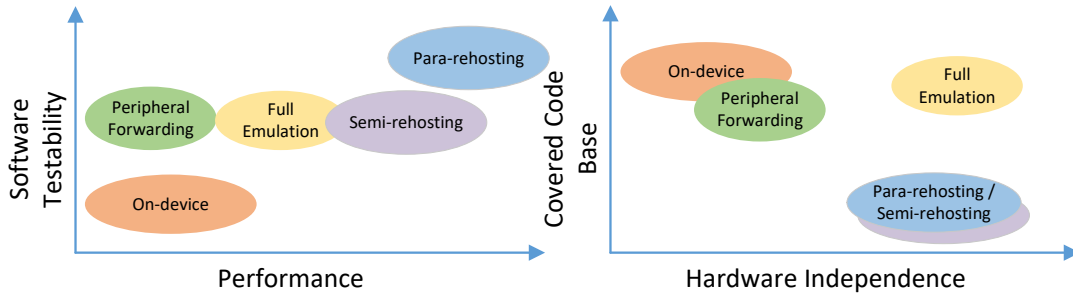 Software
Testability
Para-rehosting
Peripheral
Forwarding
Full
Emulation
Semi-rehosting
On-device
Performance
Covered Code
Base
On-device
Peripheral
Forwarding
Full
Emulation
Para-rehosting /
Semi-rehosting
Hardware Independence